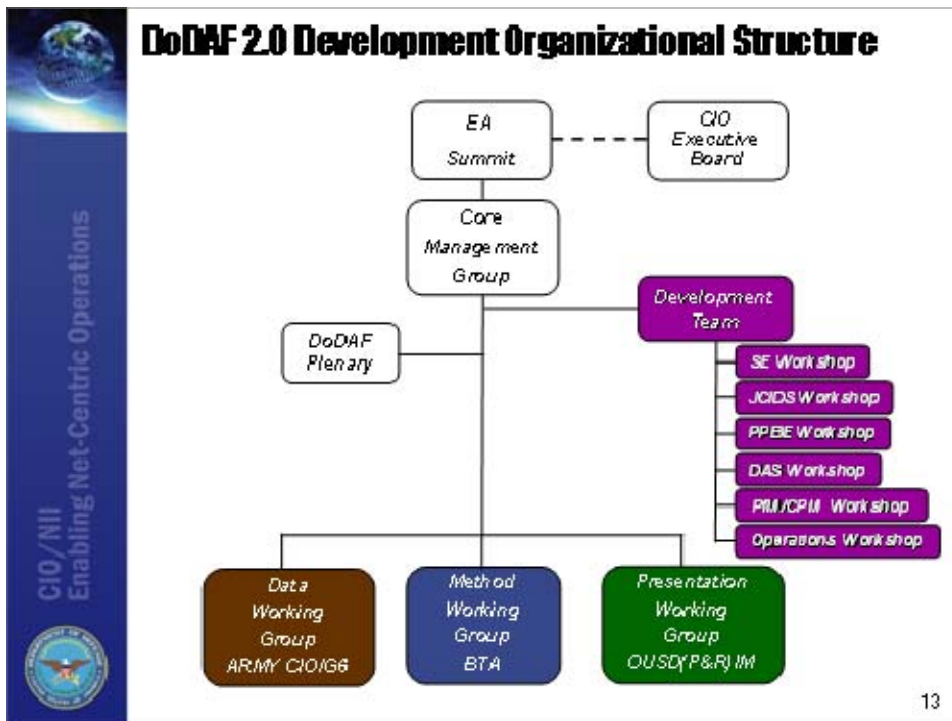 DoDAF 2.0 Development Organizational Structure
EA
Summit
CIO
Executive
Board
Core
Management
Group
Development
Team
DoDAF
Plenary
SE Workshop
JCIDS Workshop
PPBE Workshop
DAS Workshop
PfM/CPM Workshop
Operations Workshop
Data
Working
Group
ARMY CIO/G6
Method
Working
Group
BTA
Presentation
Working
Group
OUSD(P&R)IM
CIO/NII
Enabling Net-Centric Operations
13